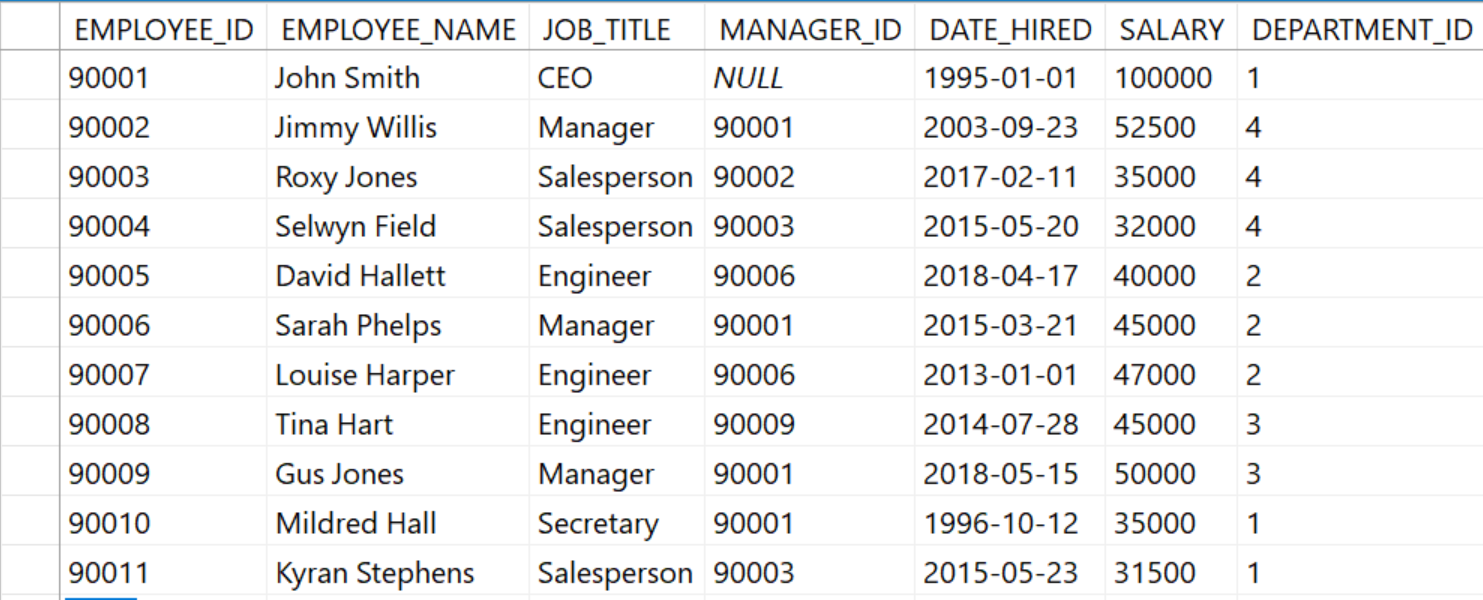 EMPLOYEE_ID EMPLOYEE_NAME JOB_TITLE MANAGER_ID DATE_HIRED SALARY DEPARTMENT_ID
90001 John Smith CEO NULL 1995-01-01 100000 1
90002 Jimmy Willis Manager 90001 2003-09-23 52500 4
90003 Roxy Jones Salesperson 90002 2017-02-11 35000 4
90004 Selwyn Field Salesperson 90003 2015-05-20 32000 4
90005 David Hallett Engineer 90006 2018-04-17 40000 2
90006 Sarah Phelps Manager 90001 2015-03-21 45000 2
90007 Louise Harper Engineer 90006 2013-01-01 47000 2
90008 Tina Hart Engineer 90009 2014-07-28 45000 3
90009 Gus Jones Manager 90001 2018-05-15 50000 3
90010 Mildred Hall Secretary 90001 1996-10-12 35000 1
90011 Kyran Stephens Salesperson 90003 2015-05-23 31500 1